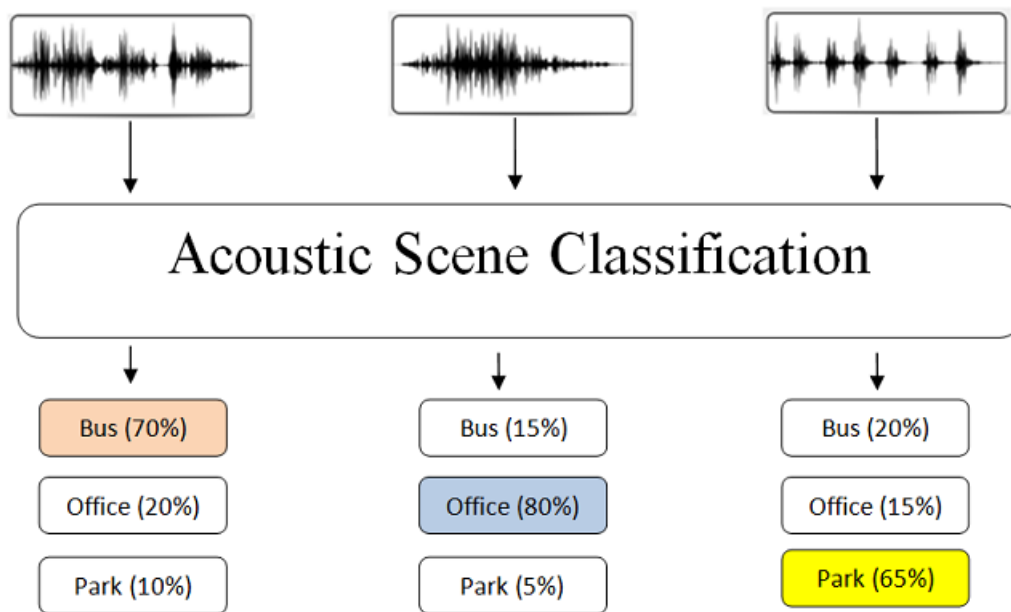 Acoustic Scene Classification
Bus (70%)
Bus (15%)
Bus (20%)
Office (20%)
Office (80%)
Office (15%)
Park (10%)
Park (5%)
Park (65%)